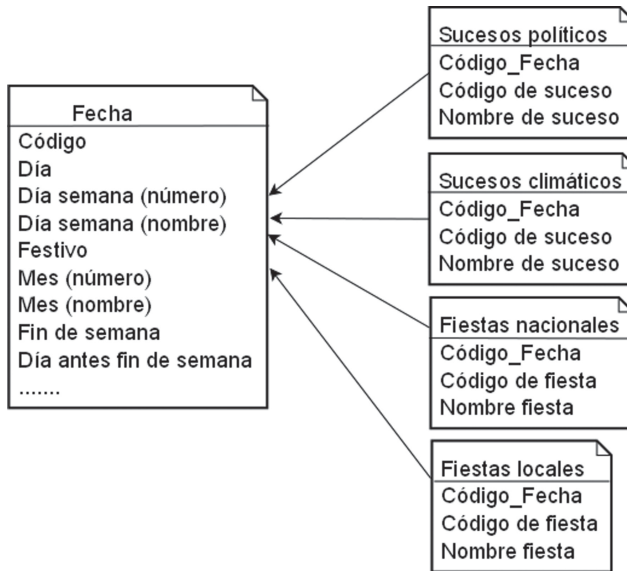 Fecha
Código
Día
Día semana (número)
Día semana (nombre)
Festivo
Mes (número)
Mes (nombre)
Fin de semana
Día antes fin de semana
.......
Sucesos políticos
Código_Fecha
Código de suceso
Nombre de suceso
Sucesos climáticos
Código_Fecha
Código de suceso
Nombre de suceso
Fiestas nacionales
Código_Fecha
Código de fiesta
Nombre fiesta
Fiestas locales
Código_Fecha
Código de fiesta
Nombre fiesta